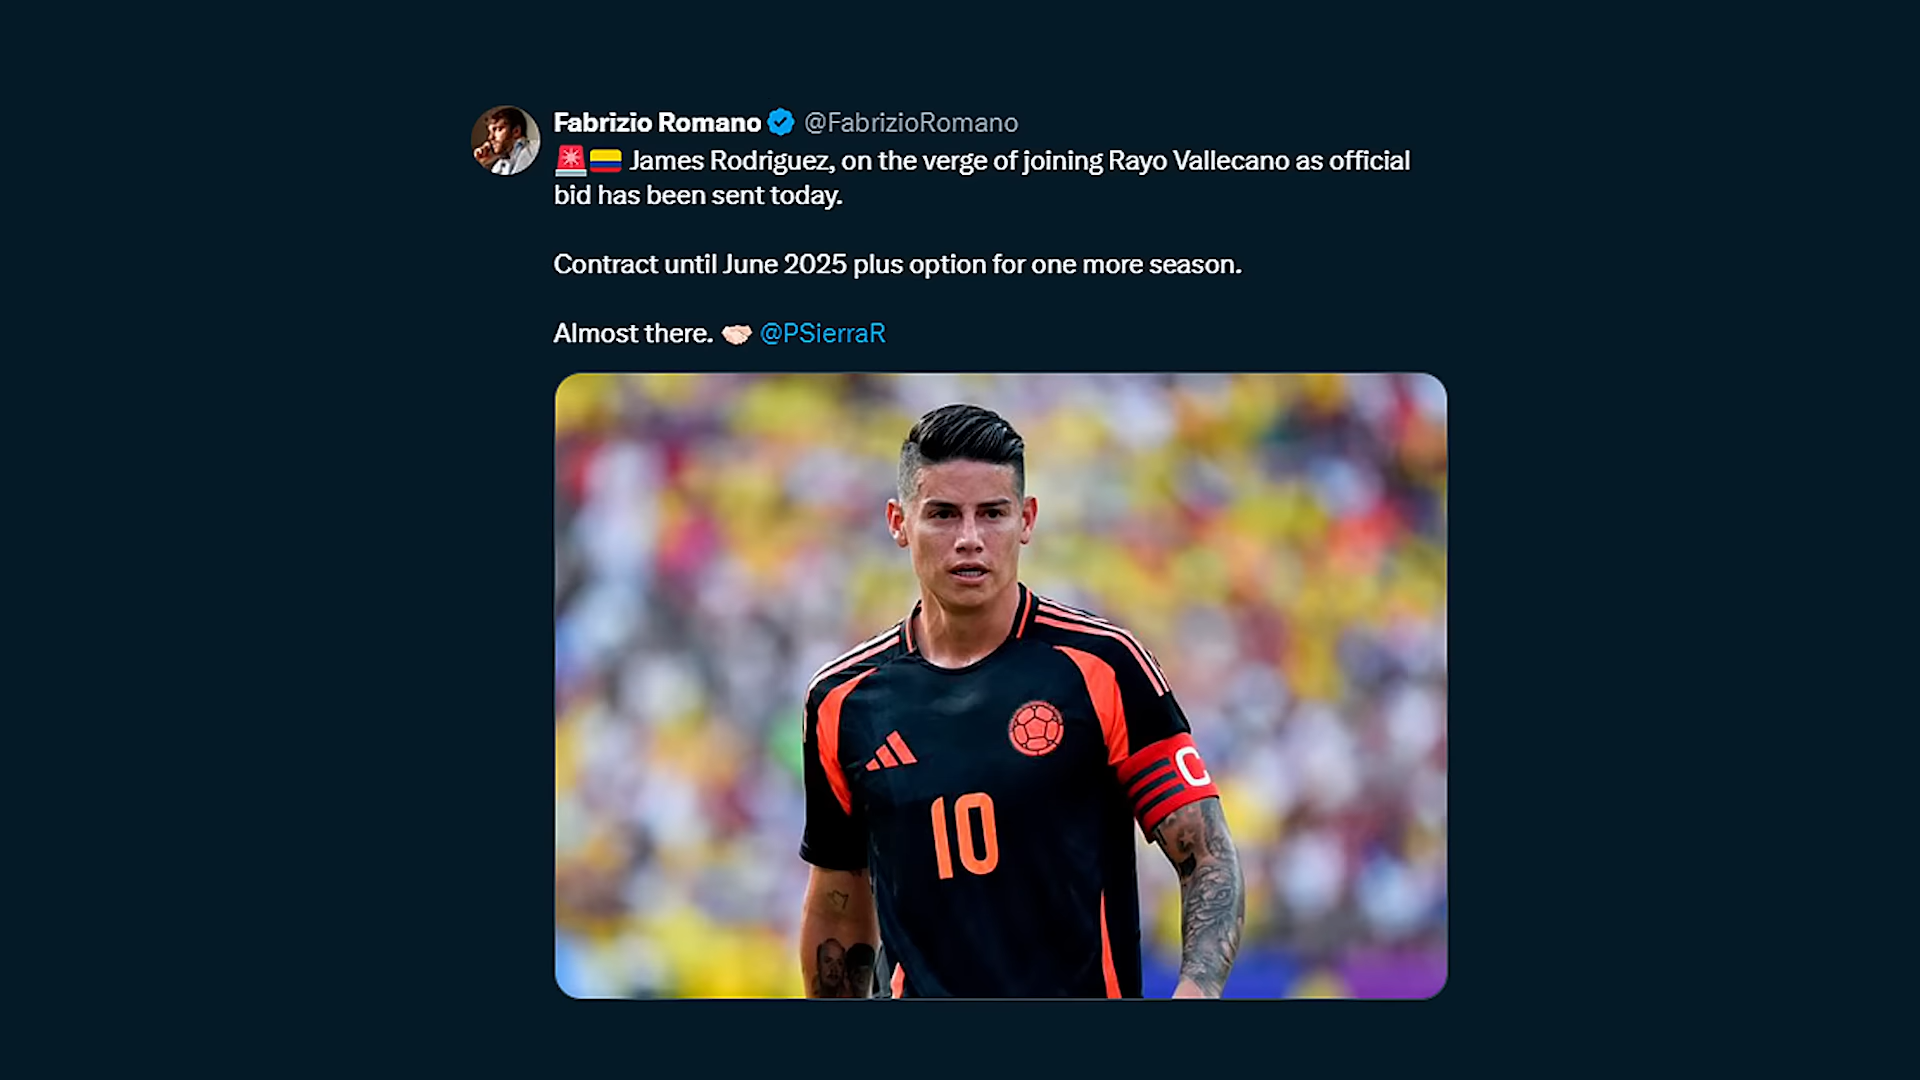 Fabrizio Romano @FabrizioRomano
🚨🇨🇴 James Rodriguez, on the verge of joining Rayo Vallecano as official
bid has been sent today.
Contract until June 2025 plus option for one more season.
Almost there. 🤝🏻 @PSierraR
C
10